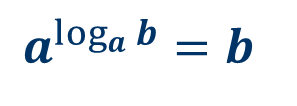 a^{log_a b} = b